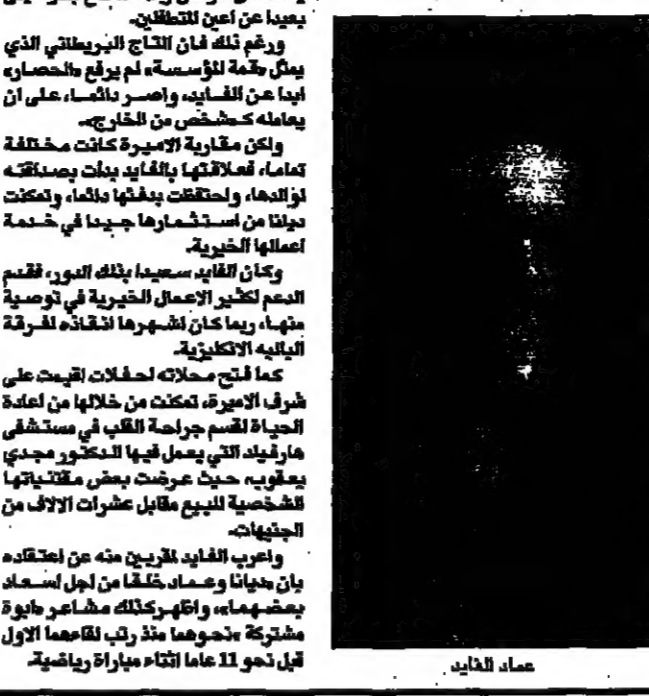 بعيدا عن اعين المتطفلين.
ورغم ذلك فان التاج البريطاني الذي
يمثل «قمة المؤسسة» لم يرفع «الحصار»
ابدا عن الفايد، واصر دائما، على ان
يعامله كـ«شخص من الخارج».
ولكن مقاربة الاميرة كانت مختلفة
تماما، فعلاقتها بالفايد بدأت بصداقته
لوالدها، واحتفظت بدفئها دائما، وتمكنت
ديانا من استثمارها جيدا في خدمة
اعمالها الخيرية.
وكان الفايد سعيدا بذلك الدور، فقدم
الدعم لكثير الاعمال الخيرية في توصية
منها، ربما كان اشهرها انقاذه لفرقة
الباليه الانكليزية.
كما فتح محلاته لحفلات اقيمت على
شرف الاميرة، تمكنت من خلالها من اعادة
الحياة لقسم جراحة القلب في مستشفى
هارفيلد التي يعمل فيها الدكتور مجدي
يعقوب، حيث عرضت بعض مقتنياتها
الشخصية للبيع مقابل عشرات الالاف من
الجنيهات.
واعرب الفايد لمقربين منه عن اعتقاده
بان «ديانا وعماد خلقا من اجل اسعاد
بعضهما»، واظهر كذلك مشاعر «ابوة
مشتركة» نحوهما منذ رتب لقاءهما الاول
قبل نحو 11 عاما اثناء مباراة رياضية.
عماد الفايد